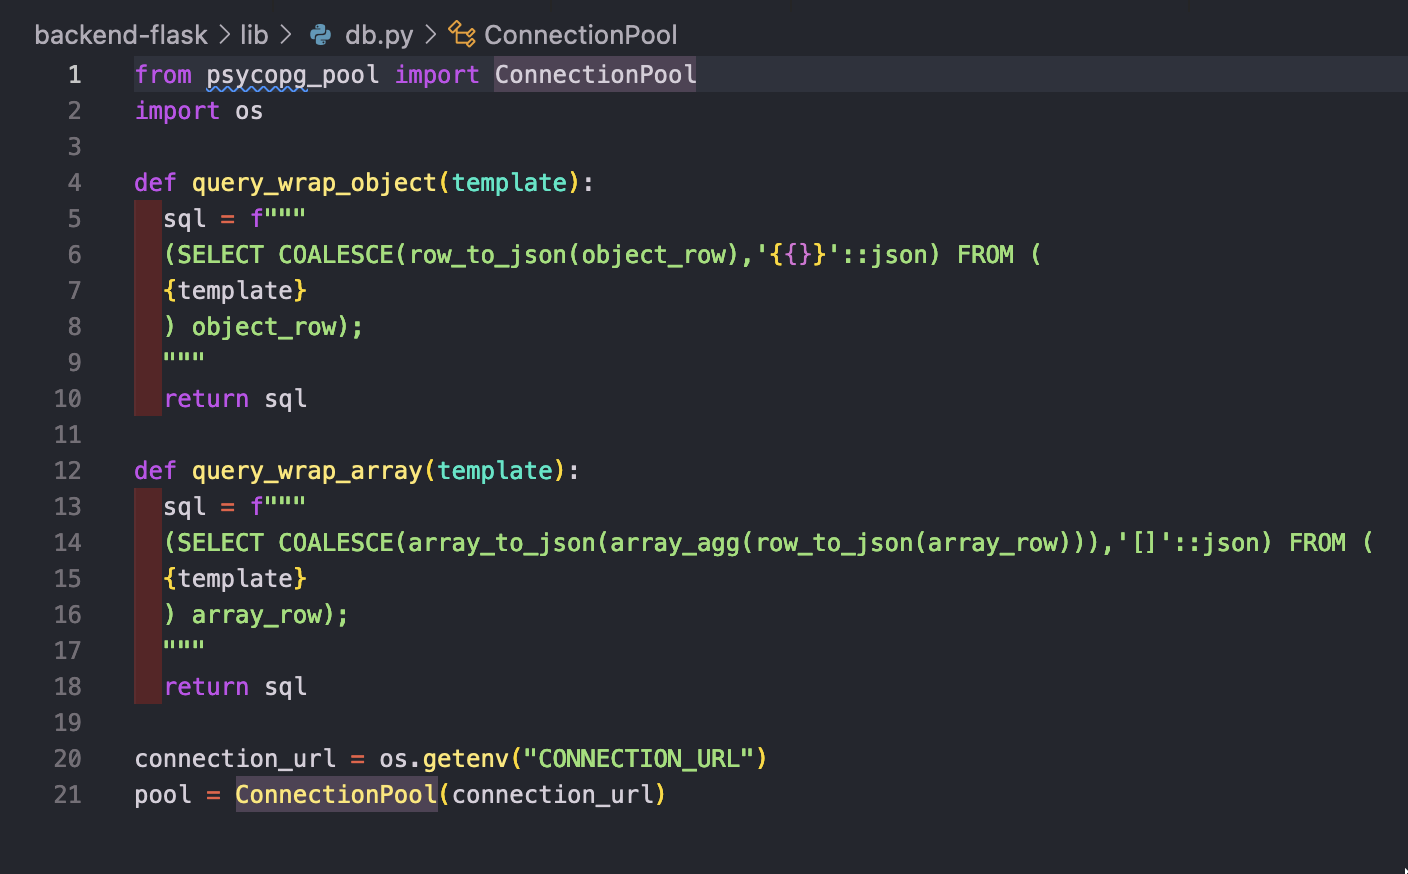 backend-flask > lib > db.py > ConnectionPool
1 from psycopg_pool import ConnectionPool
2 import os
3
4 def query_wrap_object(template):
5   sql = f"""
6   (SELECT COALESCE(row_to_json(object_row),'{{}}'::json) FROM (
7   {template}
8   ) object_row);
9   """
10   return sql
11
12 def query_wrap_array(template):
13   sql = f"""
14   (SELECT COALESCE(array_to_json(array_agg(row_to_json(array_row))),'[]'::json) FROM (
15   {template}
16   ) array_row);
17   """
18   return sql
19
20 connection_url = os.getenv("CONNECTION_URL")
21 pool = ConnectionPool(connection_url)